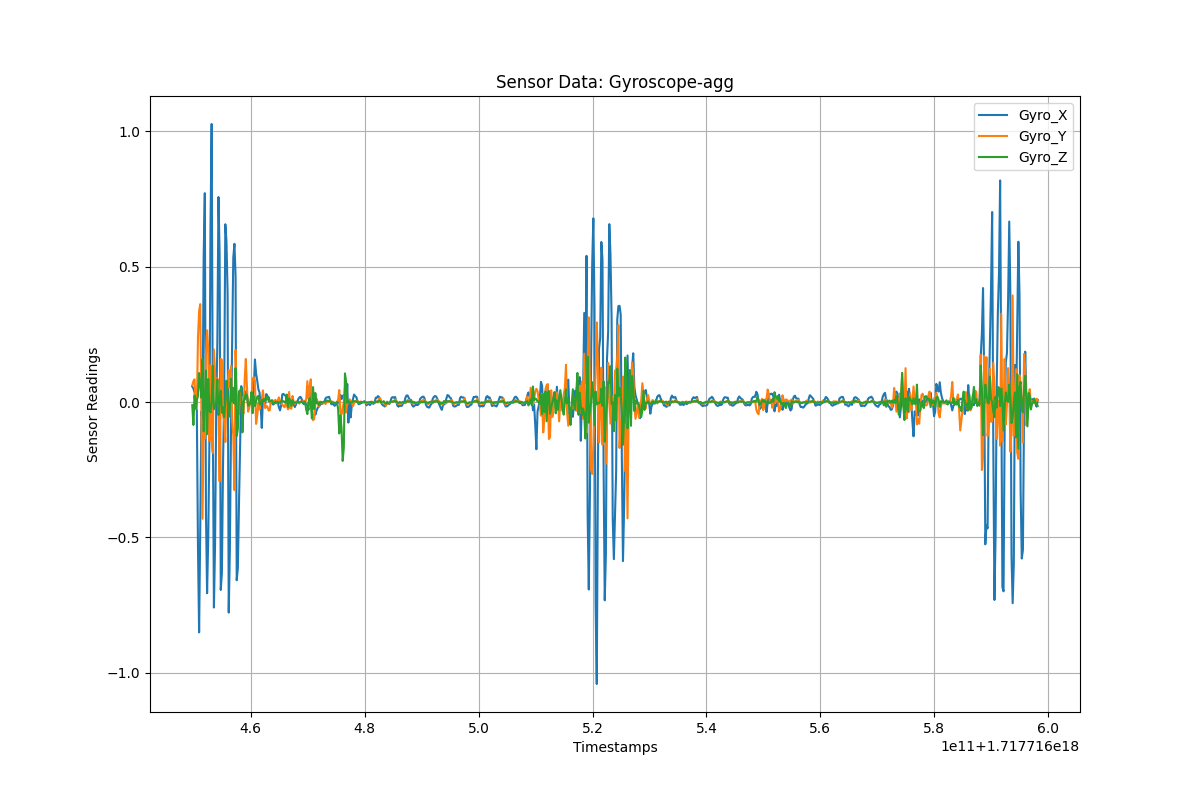 Sensor Data: Gyroscope-agg
Gyro_X
Gyro_Y
Gyro_Z
Sensor Readings
1.0
0.5
0.0
−0.5
−1.0
4.6 4.8 5.0 5.2 5.4 5.6 5.8 6.0
Timestamps
1e11+1.717716e18